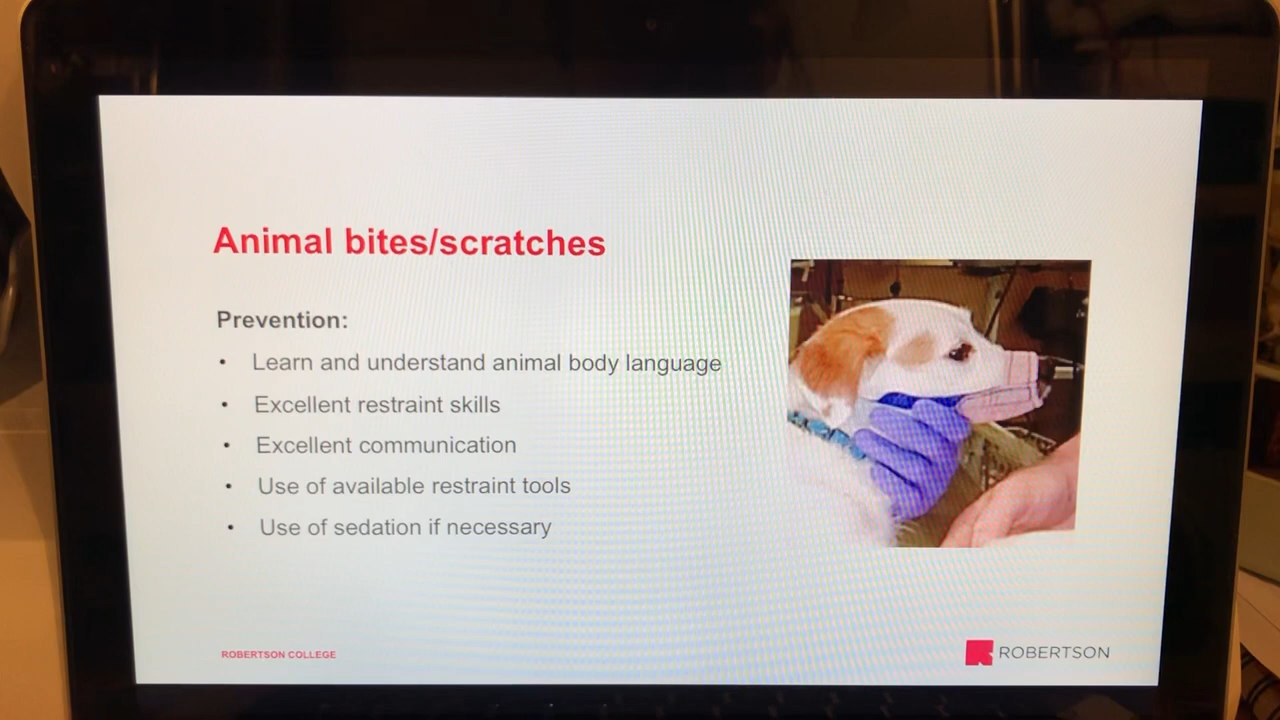 Animal bites/scratches
Prevention:
• Learn and understand animal body language
• Excellent restraint skills
• Excellent communication
• Use of available restraint tools
• Use of sedation if necessary
ROBERTSON COLLEGE
ROBERTSON